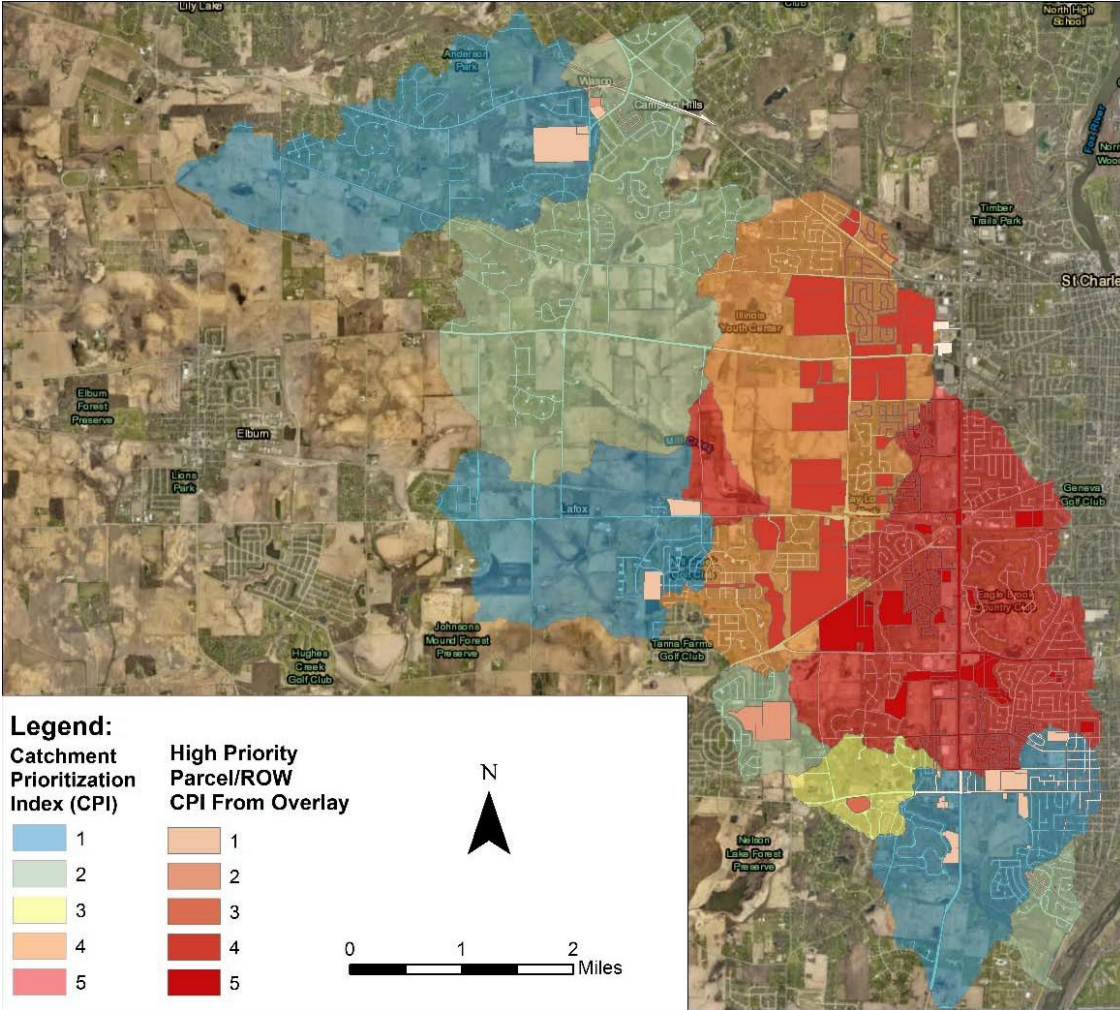 Lily Lake
Club
North High
School
Anderson
Park
Wasco
Campton Hills
Fox River
Timber
Trails Park
St Charle
Illinois
Youth Center
Elburn
Forest
Preserve
Elburn
Mill Creek
Lions
Park
Geneva
Golf Club
Lafox
Eagle Brook
Country Club
Johnsons
Mound Forest
Preserve
Tanna Farms
Golf Club
Hughes
Creek
Golf Club
Nelson
Lake Forest
Preserve
Legend:
Catchment
Prioritization
Index (CPI)
1
2
3
4
5
High Priority
Parcel/ROW
CPI From Overlay
1
2
3
4
5
N
0 1 2
Miles